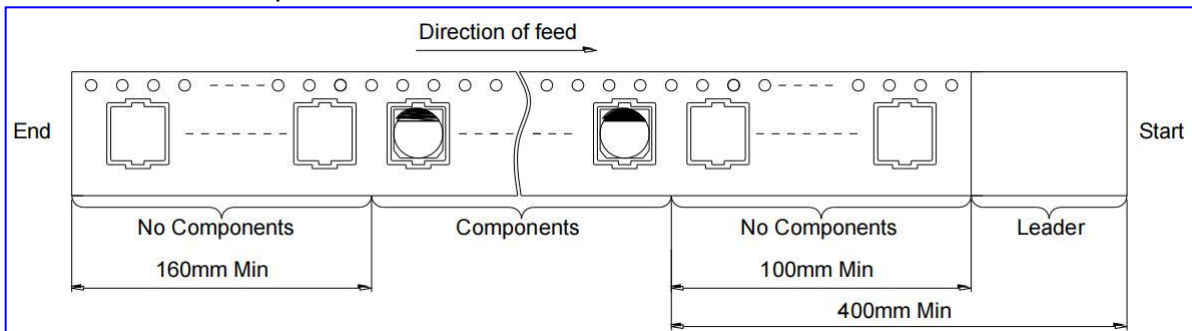 Direction of feed
End
Start
No Components
Components
No Components
Leader
160mm Min
100mm Min
400mm Min